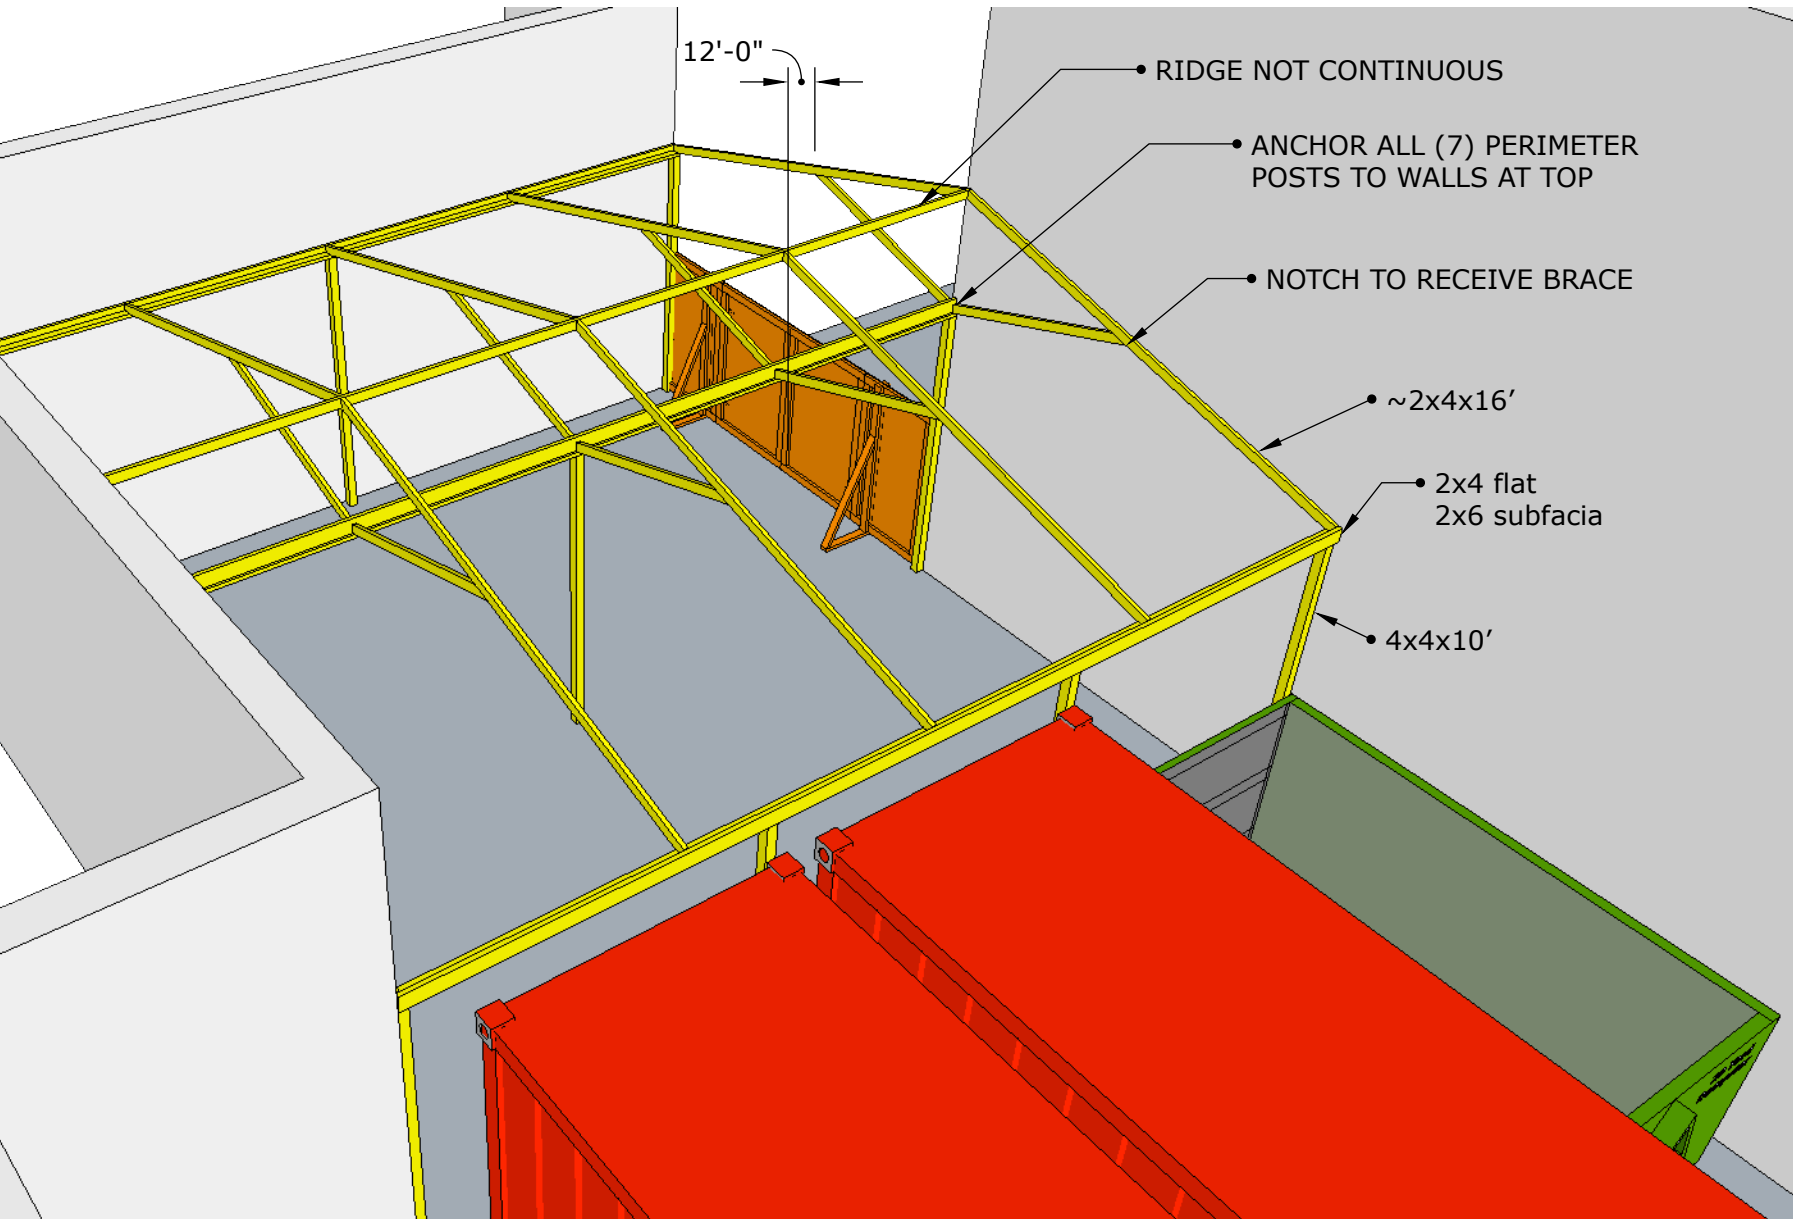 12'-0"
RIDGE NOT CONTINUOUS
ANCHOR ALL (7) PERIMETER
POSTS TO WALLS AT TOP
NOTCH TO RECEIVE BRACE
~2x4x16′
2x4 flat
2x6 subfacia
4x4x10′